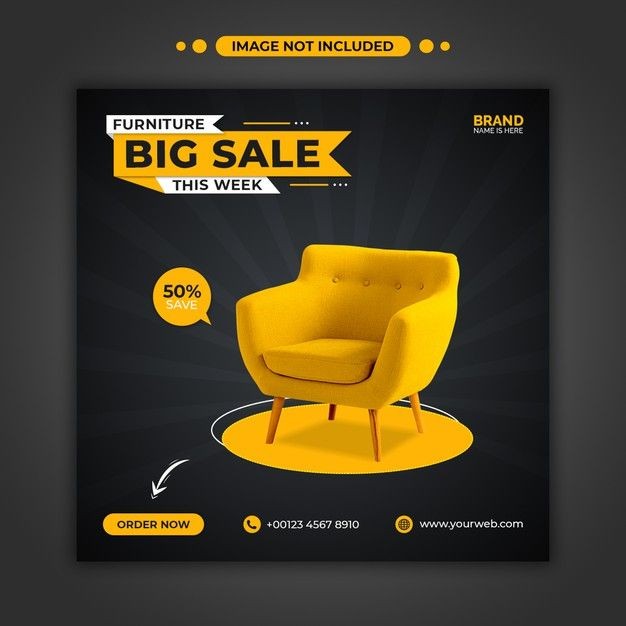 IMAGE NOT INCLUDED
FURNITURE
BIG SALE
THIS WEEK
BRAND
NAME IS HERE
50%
SAVE
ORDER NOW
+00123 4567 8910
www.yourweb.com